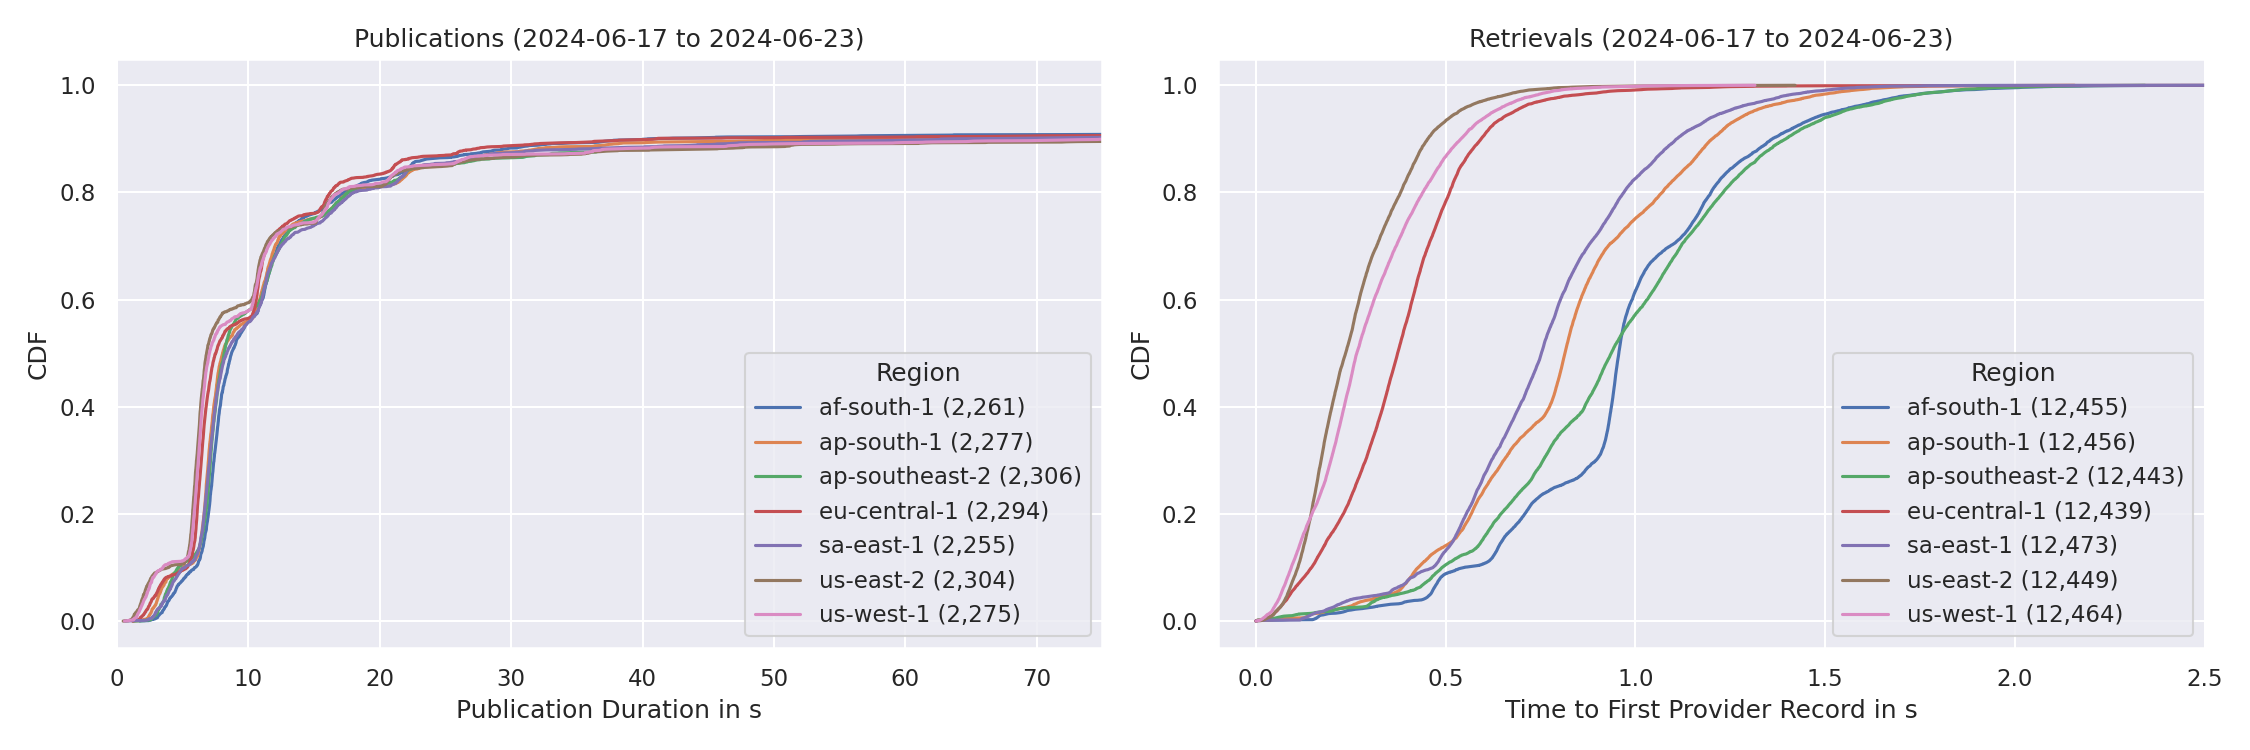 Publications (2024-06-17 to 2024-06-23)
CDF
1.0
0.8
0.6
0.4
0.2
0.0
0 10 20 30 40 50 60 70
Publication Duration in s
Region
af-south-1 (2,261)
ap-south-1 (2,277)
ap-southeast-2 (2,306)
eu-central-1 (2,294)
sa-east-1 (2,255)
us-east-2 (2,304)
us-west-1 (2,275)
Retrievals (2024-06-17 to 2024-06-23)
CDF
1.0
0.8
0.6
0.4
0.2
0.0
0.0 0.5 1.0 1.5 2.0 2.5
Time to First Provider Record in s
Region
af-south-1 (12,455)
ap-south-1 (12,456)
ap-southeast-2 (12,443)
eu-central-1 (12,439)
sa-east-1 (12,473)
us-east-2 (12,449)
us-west-1 (12,464)